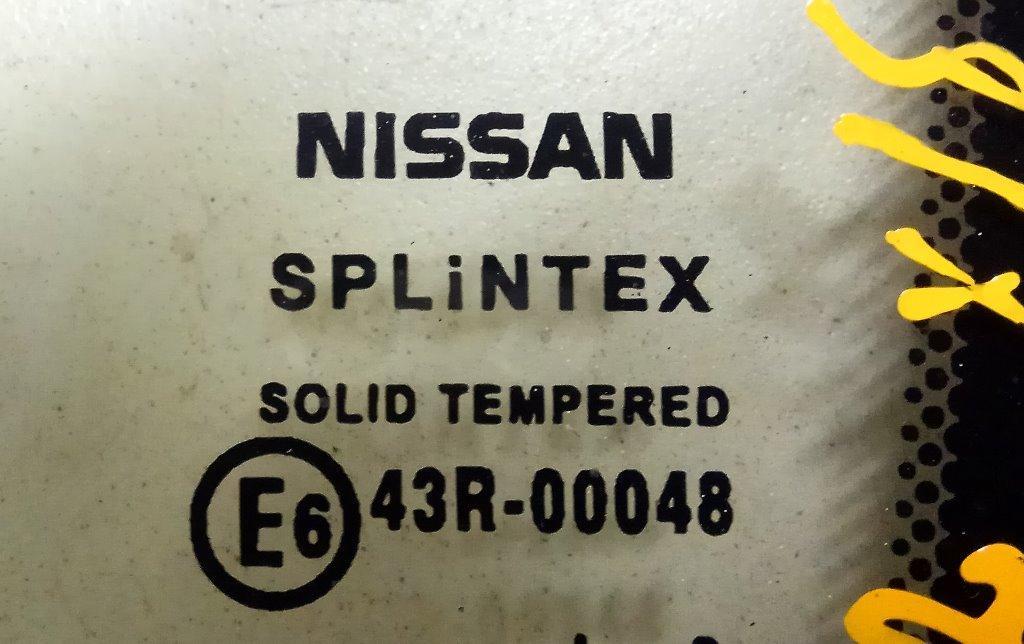 NISSAN
SPLiNTEX
SOLID TEMPERED
E6 43R-00048